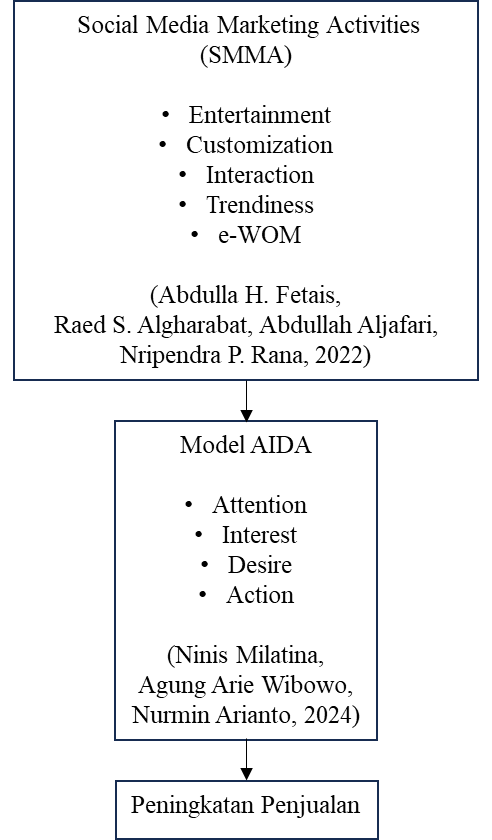 Social Media Marketing Activities
(SMMA)
• Entertainment
• Customization
• Interaction
• Trendiness
• e-WOM
(Abdulla H. Fetais,
Raed S. Algharabat, Abdullah Aljafari,
Nripendra P. Rana, 2022)
Model AIDA
• Attention
• Interest
• Desire
• Action
(Ninis Milatina,
Agung Arie Wibowo,
Nurmin Arianto, 2024)
Peningkatan Penjualan